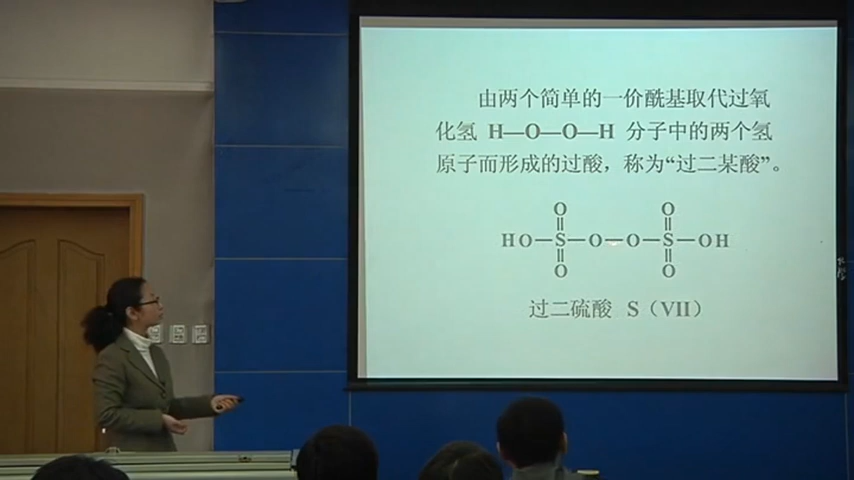 由两个简单的一价酰基取代过氧
化氢 H—O—O—H 分子中的两个氢
原子而形成的过酸，称为“过二某酸”。
O O
HO—S—O—O—S—OH
O O
过二硫酸 S（VII）